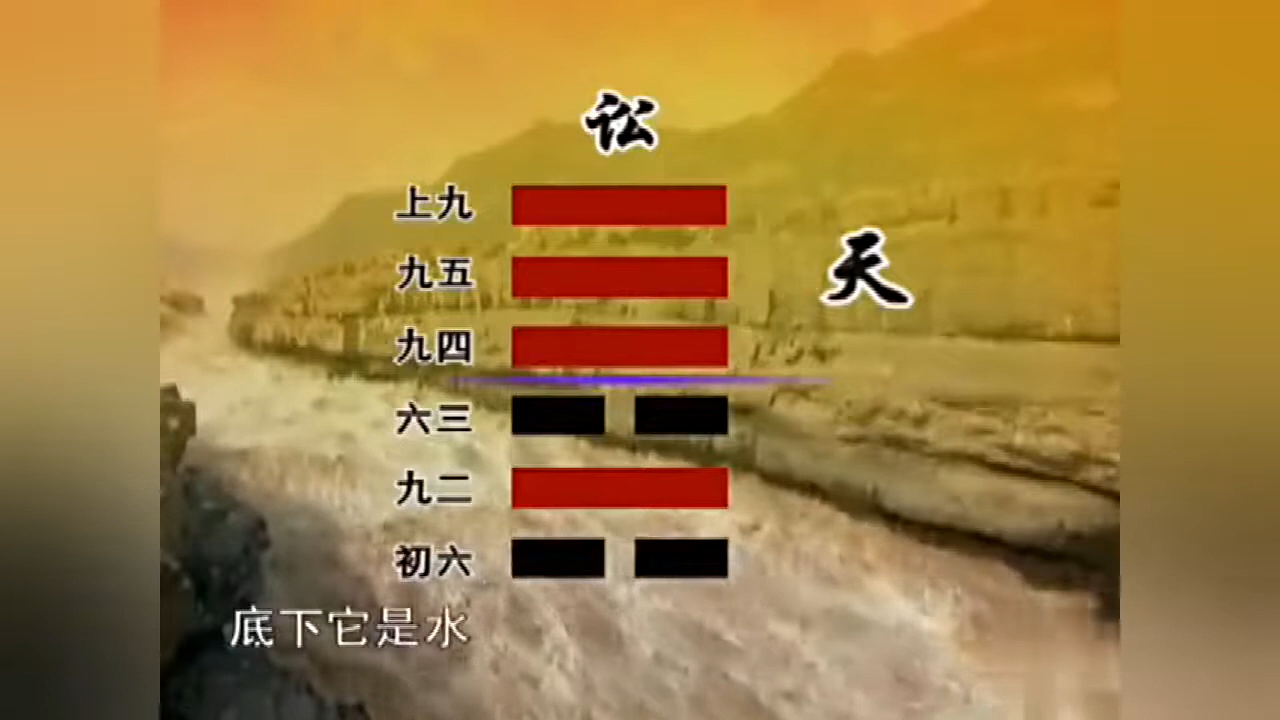 讼
上九
九五
天
九四
六三
九二
初六
底下它是水